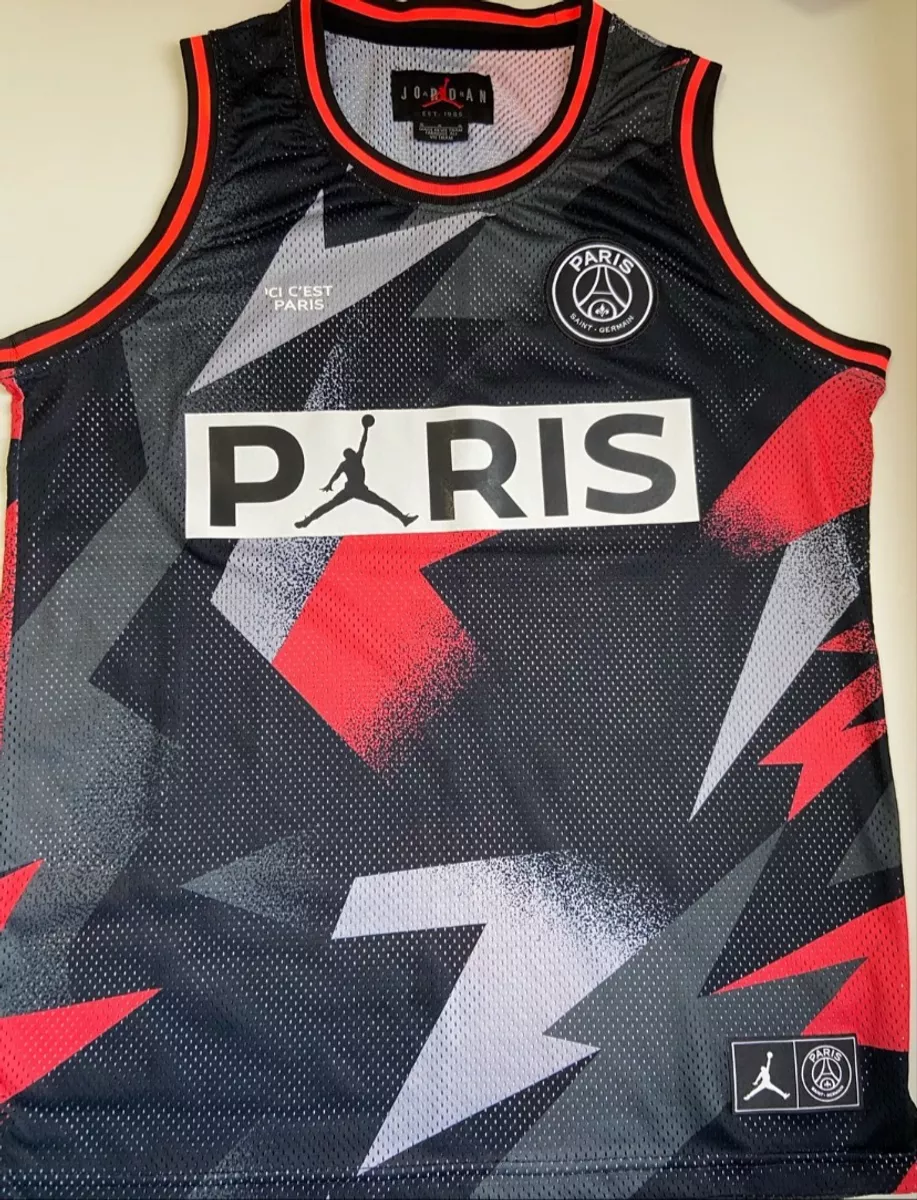 JORDAN
EST. 1985
ICI C'EST
PARIS
PARIS
SAINT-GERMAIN
PARIS
PARIS
SAINT-GERMAIN